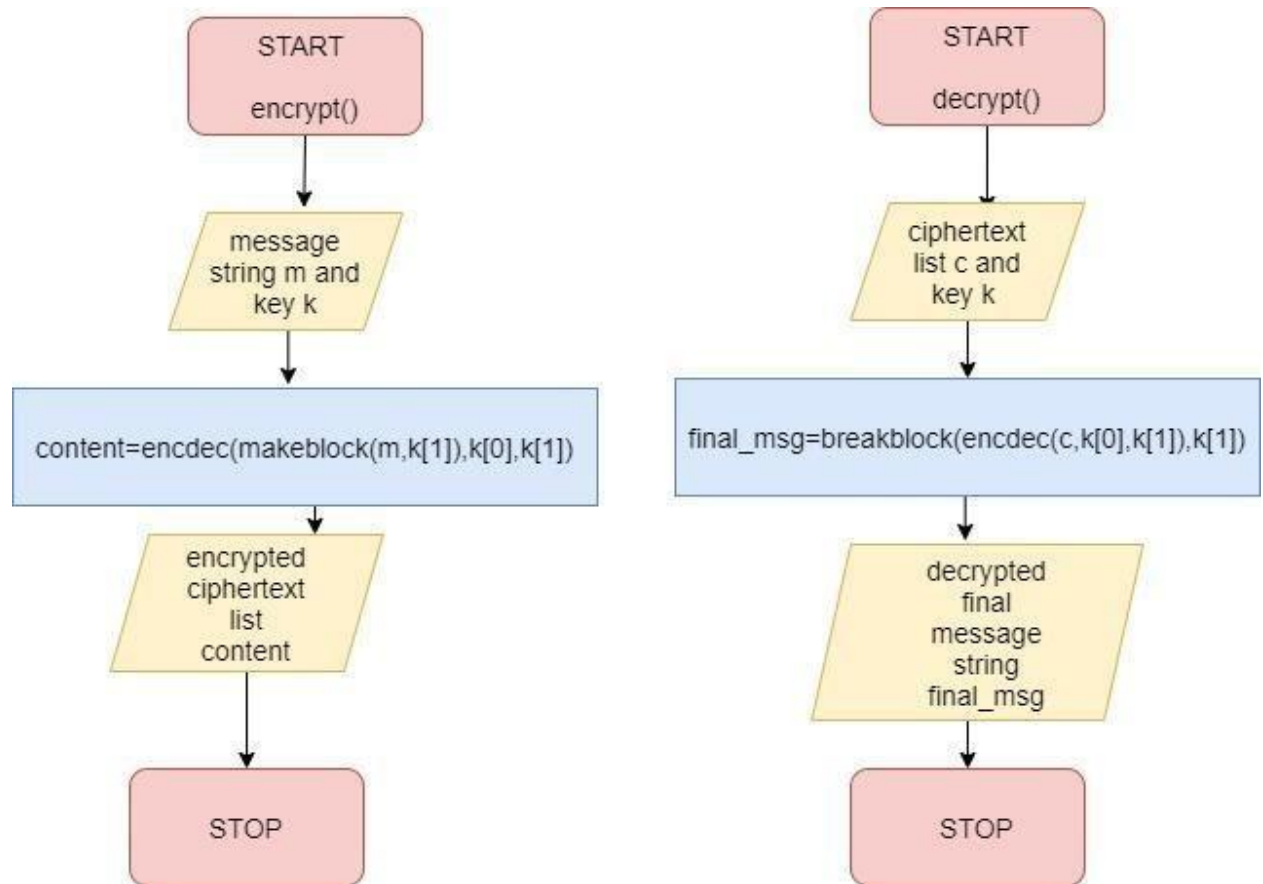 START
encrypt()
message
string m and
key k
content=encdec(makeblock(m,k[1]),k[0],k[1])
encrypted
ciphertext
list
content
STOP
START
decrypt()
ciphertext
list c and
key k
final_msg=breakblock(encdec(c,k[0],k[1]),k[1])
decrypted
final
message
string
final_msg
STOP